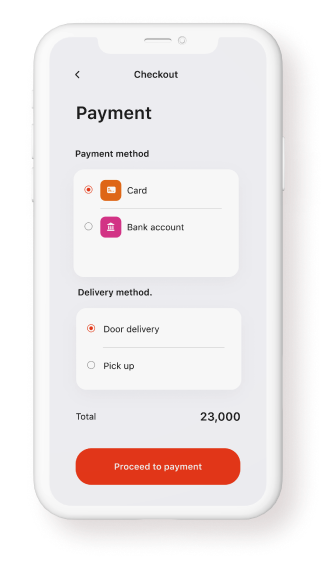 Checkout
Payment
Payment method
Card
Bank account
Delivery method.
Door delivery
Pick up
Total 23,000
Proceed to payment